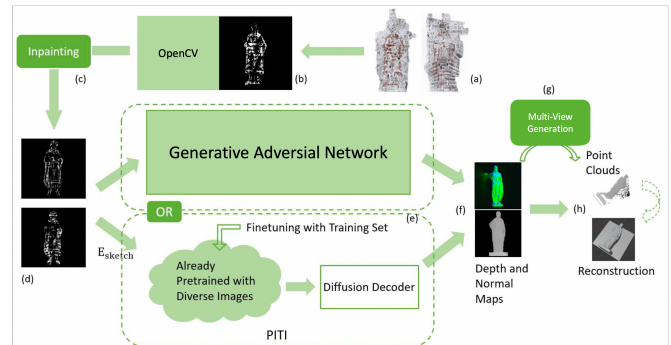 Inpainting
OpenCV
(c)
(b)
(a)
(g)
Multi-View
Generation
Generative Adversial Network
Point
Clouds
OR
(e)
(f)
(h)
Finetuning with Training Set
E_sketch
(d)
Already
Pretrained with
Diverse Images
Diffusion Decoder
Depth and
Normal
Maps
Reconstruction
PITI